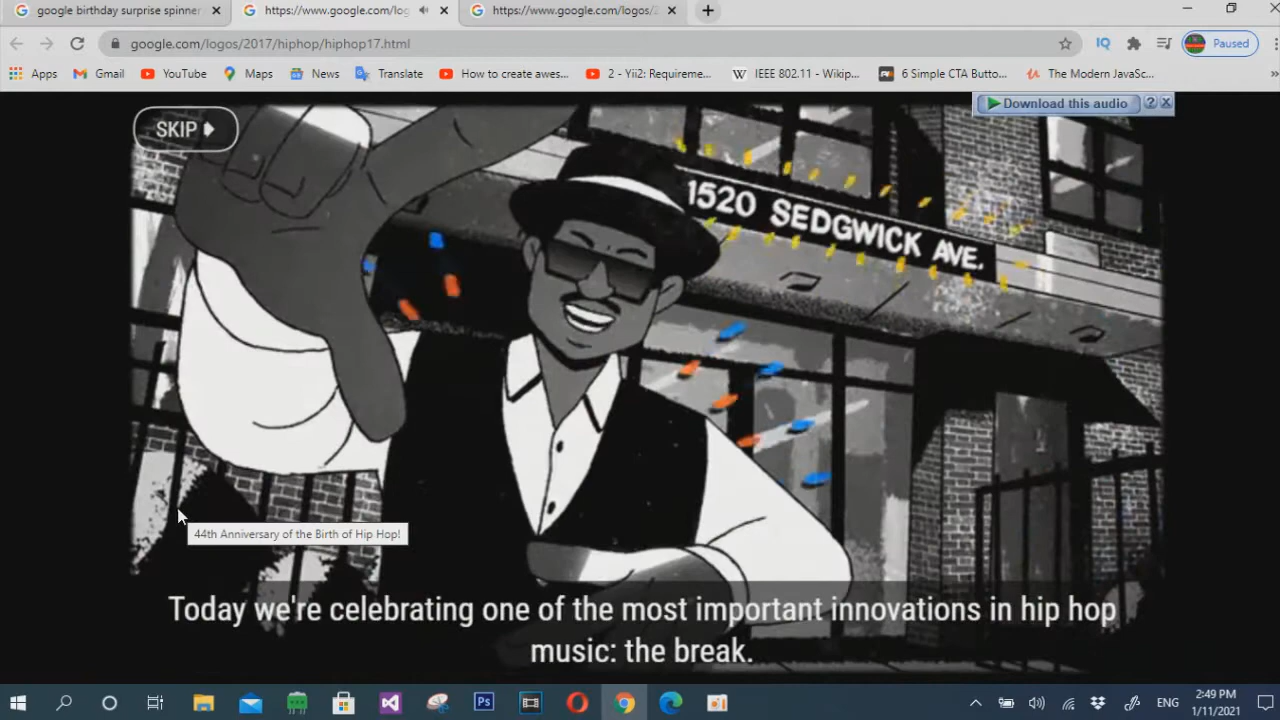 google birthday surprise spinner
https://www.google.com/log
https://www.google.com/logos/2
google.com/logos/2017/hiphop/hiphop17.html
Paused
Apps
Gmail
YouTube
Maps
News
Translate
How to create awes...
2 - Yii2: Requireme...
IEEE 802.11 - Wikip...
6 Simple CTA Butto...
The Modern JavaSc...
Download this audio
SKIP
1520 SEDGWICK AVE.
44th Anniversary of the Birth of Hip Hop!
Today we're celebrating one of the most important innovations in hip hop
music: the break.
Ps
ENG
2:49 PM
1/11/2021